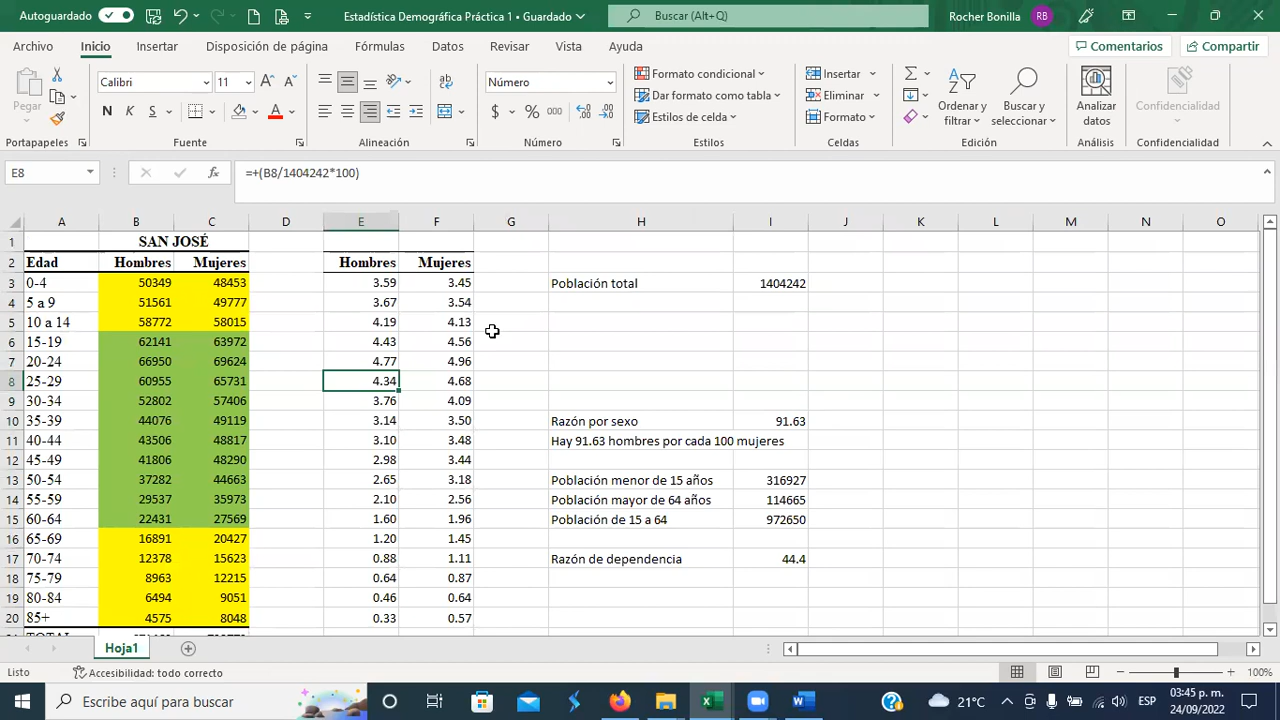 Autoguardado
Estadística Demográfica Práctica 1 • Guardado
Buscar (Alt+Q)
Rocher Bonilla
RB
Archivo Inicio Insertar Disposición de página Fórmulas Datos Revisar Vista Ayuda
Comentarios
Compartir
Pegar
Calibri
11
N K S
Número
$ % 000
Formato condicional
Dar formato como tabla
Estilos de celda
Insertar
Eliminar
Formato
Ordenar y filtrar
Buscar y seleccionar
Analizar datos
Confidencialidad
Portapapeles Fuente Alineación Número Estilos Celdas Edición Análisis Confidencialidad
E8
fx
=+(B8/1404242*100)
A B C D E F G H I J K L M N O
1 SAN JOSÉ
2 Edad Hombres Mujeres Hombres Mujeres
3 0-4 50349 48453 3.59 3.45 Población total 1404242
4 5 a 9 51561 49777 3.67 3.54
5 10 a 14 58772 58015 4.19 4.13
6 15-19 62141 63972 4.43 4.56
7 20-24 66950 69624 4.77 4.96
8 25-29 60955 65731 4.34 4.68
9 30-34 52802 57406 3.76 4.09
10 35-39 44076 49119 3.14 3.50 Razón por sexo 91.63
11 40-44 43506 48817 3.10 3.48 Hay 91.63 hombres por cada 100 mujeres
12 45-49 41806 48290 2.98 3.44
13 50-54 37282 44663 2.65 3.18 Población menor de 15 años 316927
14 55-59 29537 35973 2.10 2.56 Población mayor de 64 años 114665
15 60-64 22431 27569 1.60 1.96 Población de 15 a 64 972650
16 65-69 16891 20427 1.20 1.45
17 70-74 12378 15623 0.88 1.11 Razón de dependencia 44.4
18 75-79 8963 12215 0.64 0.87
19 80-84 6494 9051 0.46 0.64
20 85+ 4575 8048 0.33 0.57
Hoja1
Listo
Accesibilidad: todo correcto
100%
Escribe aquí para buscar
21°C
ESP
03:45 p. m.
24/09/2022